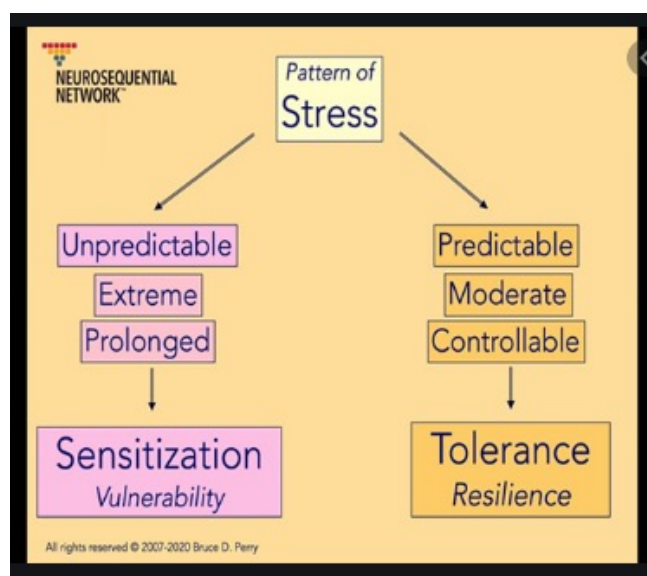 NEUROSEQUENTIAL
NETWORK™
Pattern of
Stress
Unpredictable
Extreme
Prolonged
Sensitization
Vulnerability
Predictable
Moderate
Controllable
Tolerance
Resilience
All rights reserved © 2007-2020 Bruce D. Perry